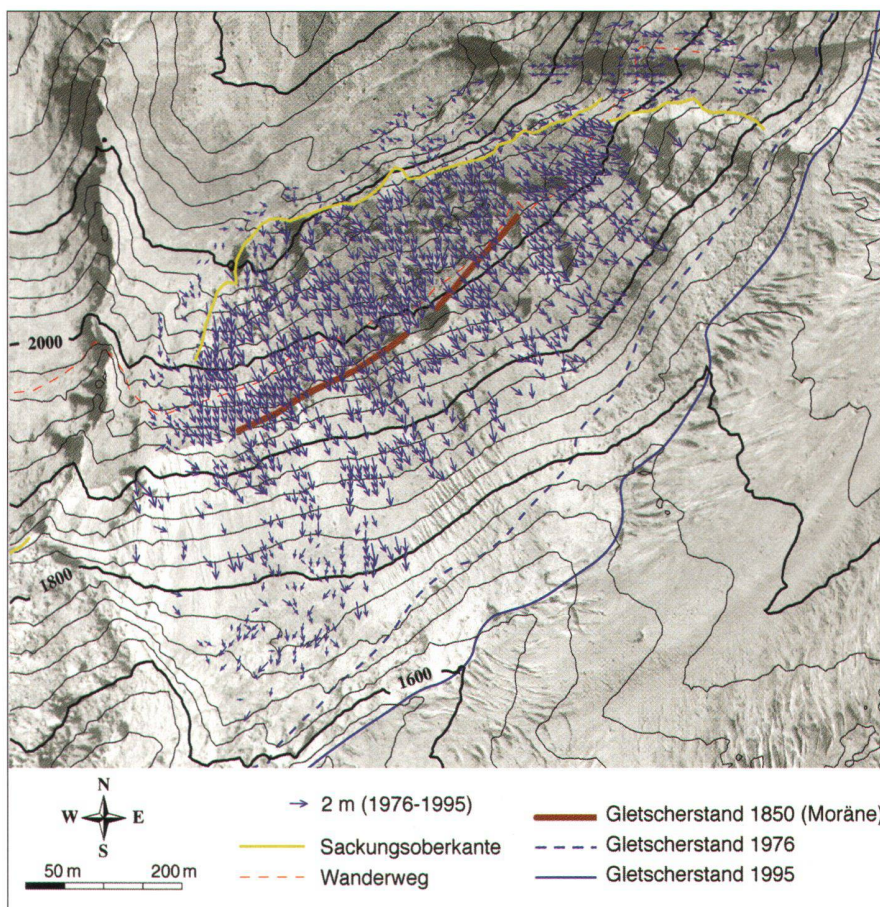 2000
1800
1600
N
W E
S
50 m 200 m
2 m (1976-1995)
Sackungsoberkante
Wanderweg
Gletscherstand 1850 (Moräne)
Gletscherstand 1976
Gletscherstand 1995